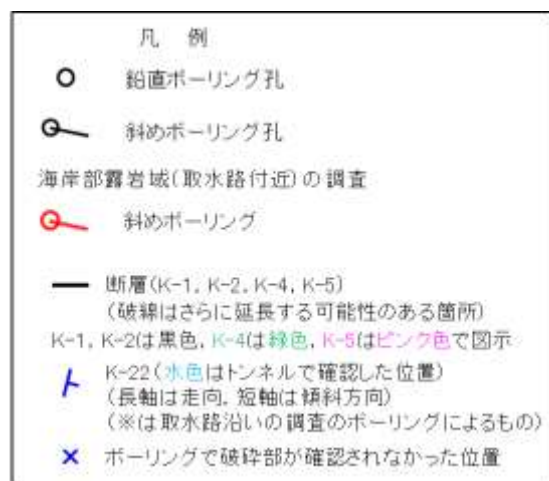 凡 例
鉛直ボーリング孔
斜めボーリング孔
海岸部露岩域(取水路付近)の調査
斜めボーリング
断層(K-1, K-2, K-4, K-5)
(破線はさらに延長する可能性のある箇所)
K-1, K-2は黒色, K-4は緑色, K-5はピンク色で図示
K-22(水色はトンネルで確認した位置)
(長軸は走向, 短軸は傾斜方向)
(※は取水路沿いの調査のボーリングによるもの)
ボーリングで破砕部が確認されなかった位置